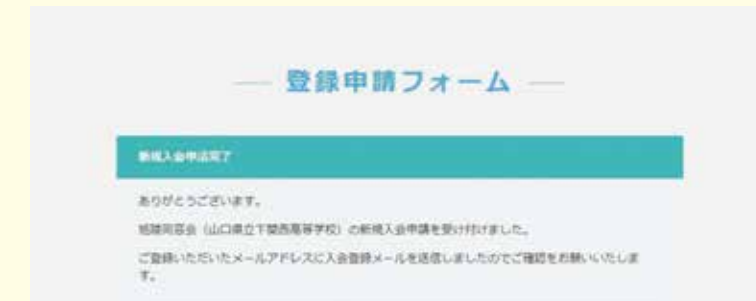 登録申請フォーム
新規入会申請完了
ありがとうございます。
旭陵同窓会（山口県立下関西高等学校）の新規入会申請を受け付けました。
ご登録いただいたメールアドレスに入会登録メールを送信しましたのでご確認をお願いいたしま
す。